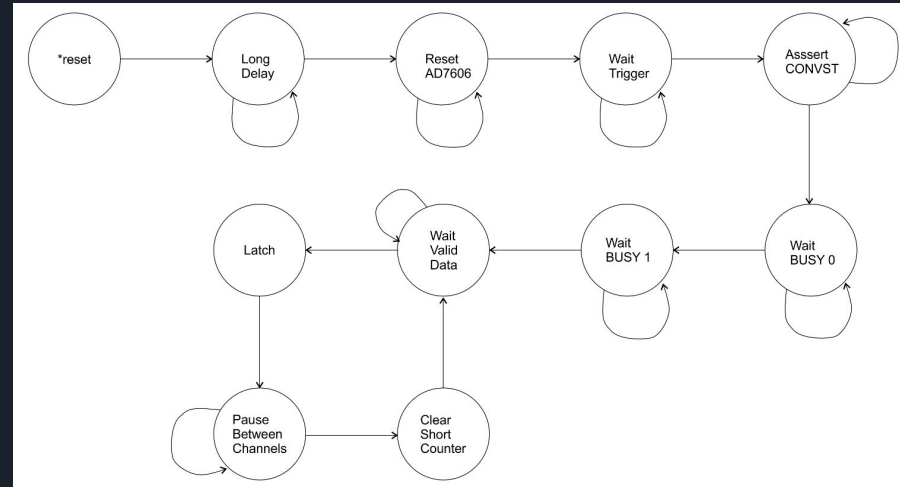 *reset
Long
Delay
Reset
AD7606
Wait
Trigger
Asssert
CONVST
Latch
Wait
Valid
Data
Wait
BUSY 1
Wait
BUSY 0
Pause
Between
Channels
Clear
Short
Counter